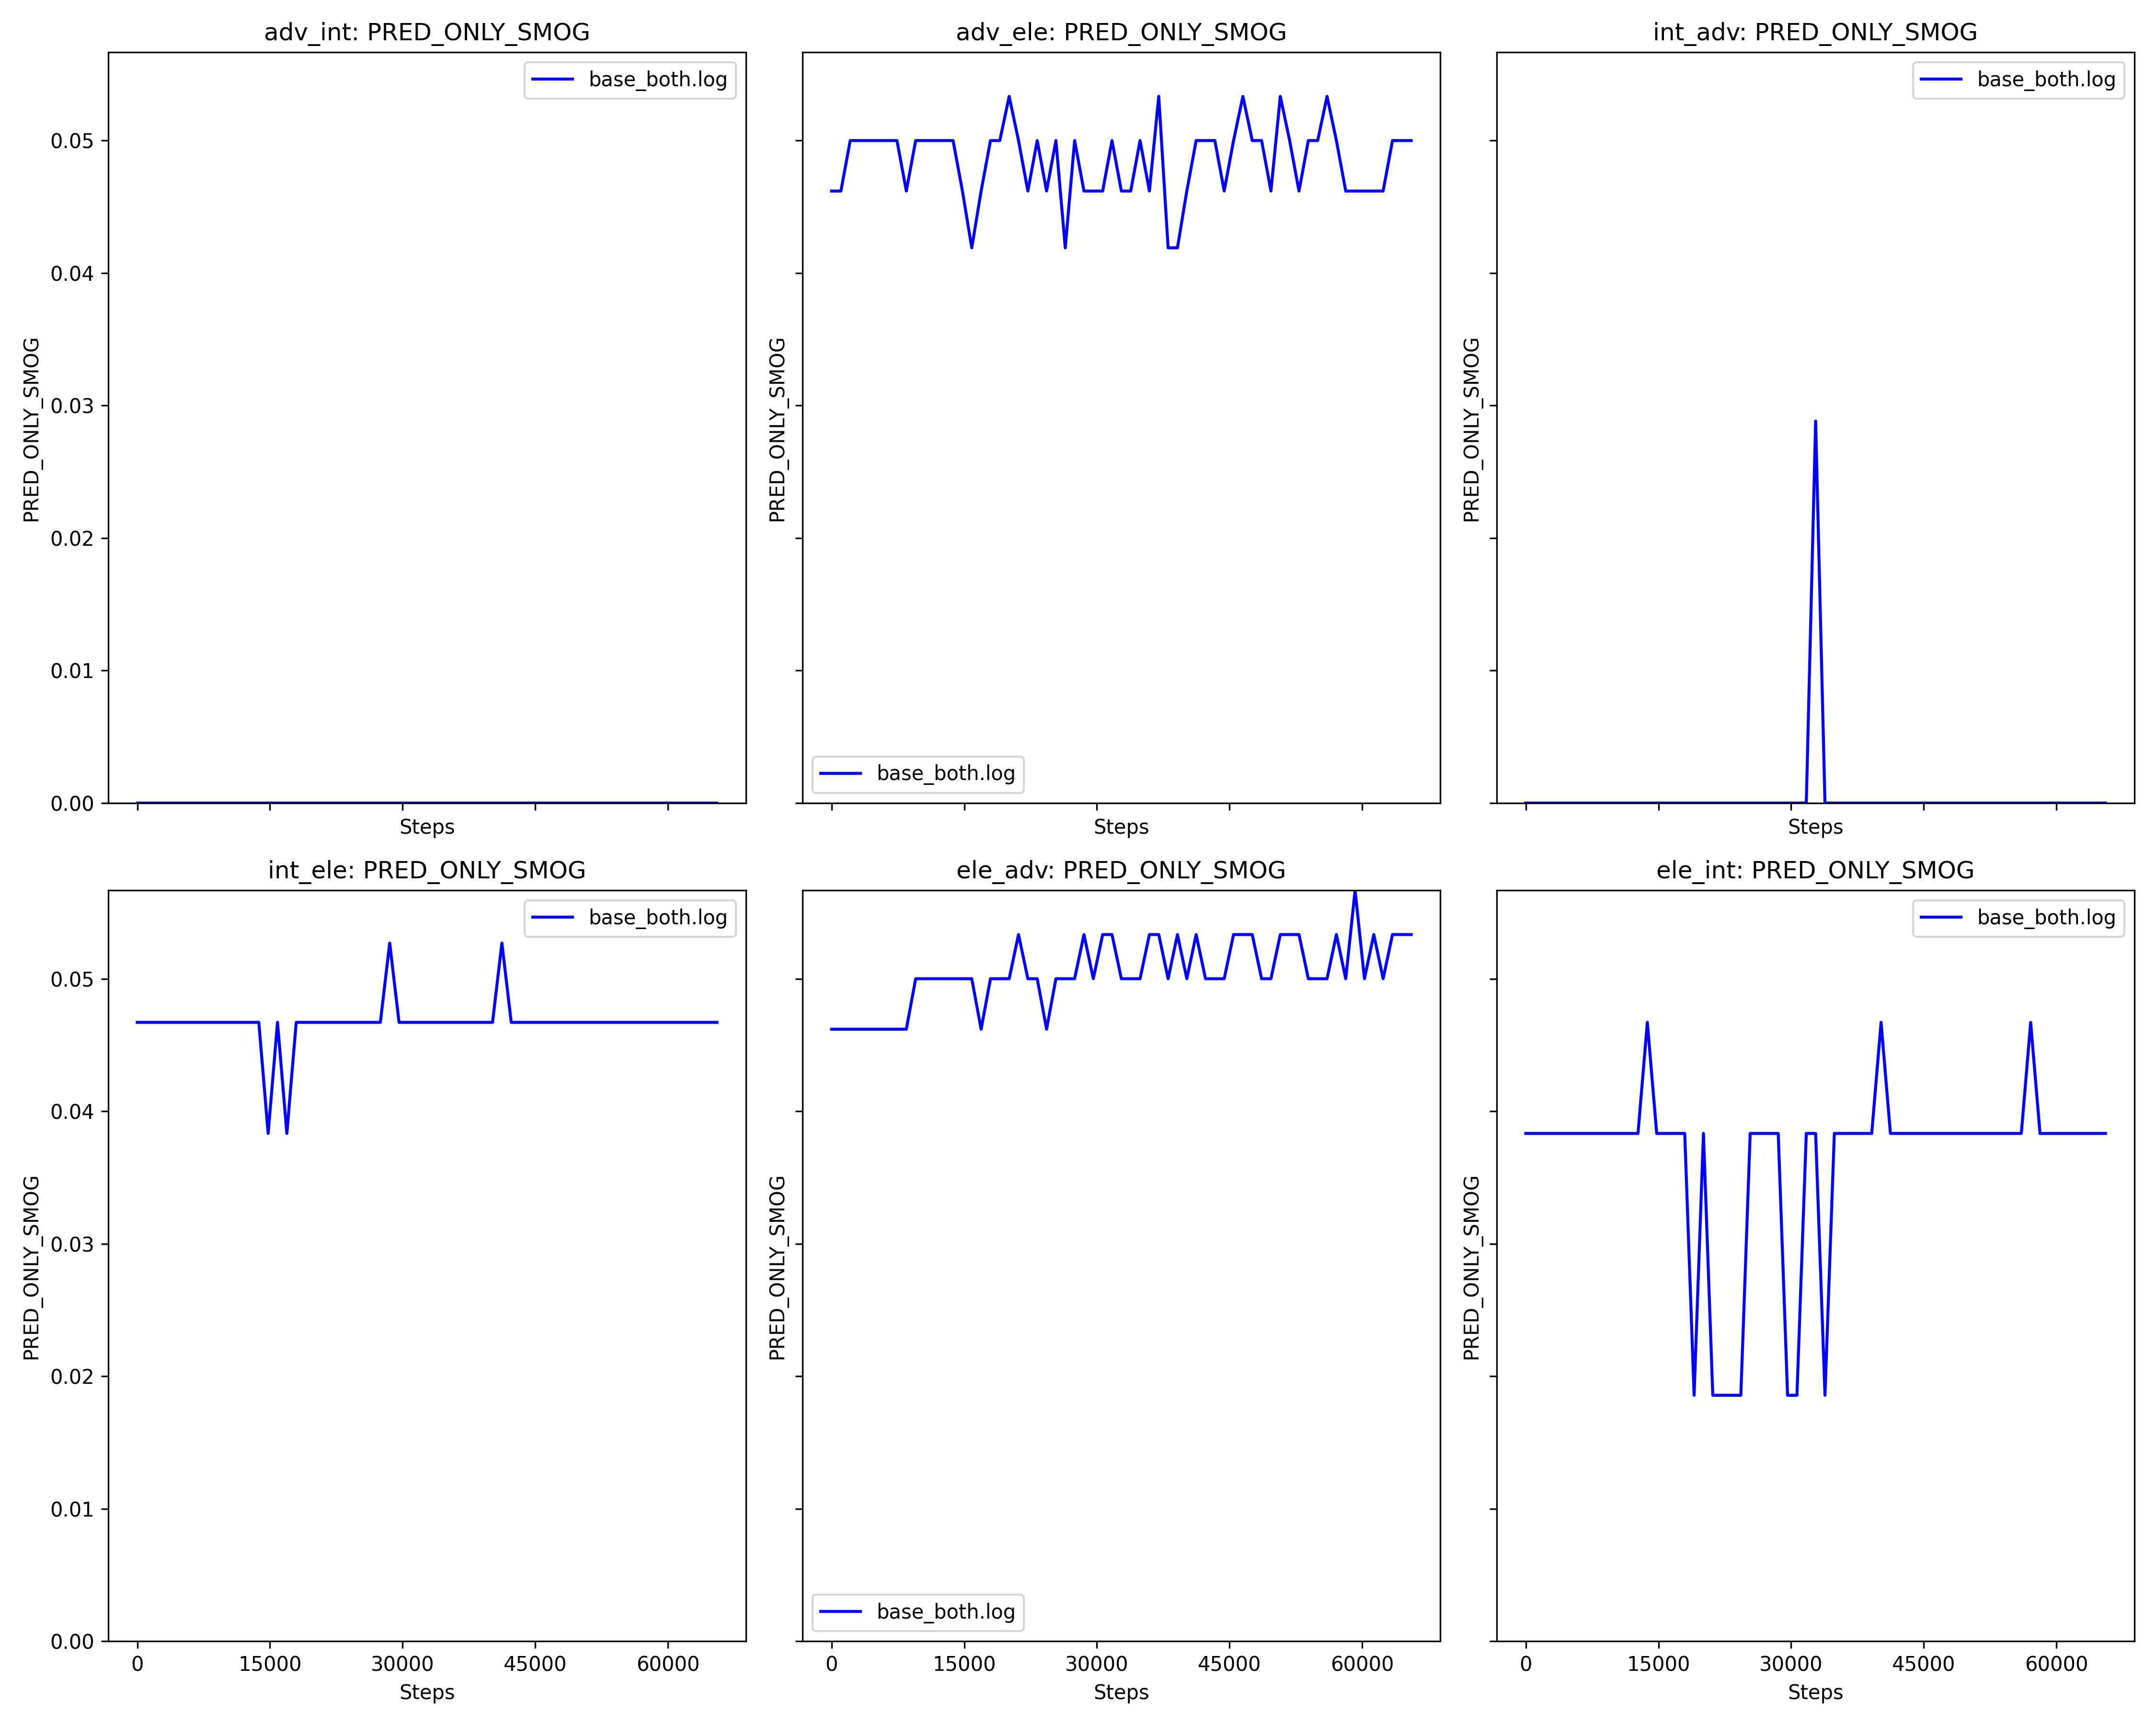 adv_int: PRED_ONLY_SMOG
adv_ele: PRED_ONLY_SMOG
int_adv: PRED_ONLY_SMOG
base_both.log
base_both.log
base_both.log
0.05
0.04
0.03
0.02
0.01
0.00
PRED_ONLY_SMOG
PRED_ONLY_SMOG
PRED_ONLY_SMOG
Steps
Steps
Steps
int_ele: PRED_ONLY_SMOG
ele_adv: PRED_ONLY_SMOG
ele_int: PRED_ONLY_SMOG
base_both.log
base_both.log
base_both.log
0.05
0.04
0.03
0.02
0.01
0.00
PRED_ONLY_SMOG
PRED_ONLY_SMOG
PRED_ONLY_SMOG
0 15000 30000 45000 60000
0 15000 30000 45000 60000
0 15000 30000 45000 60000
Steps
Steps
Steps